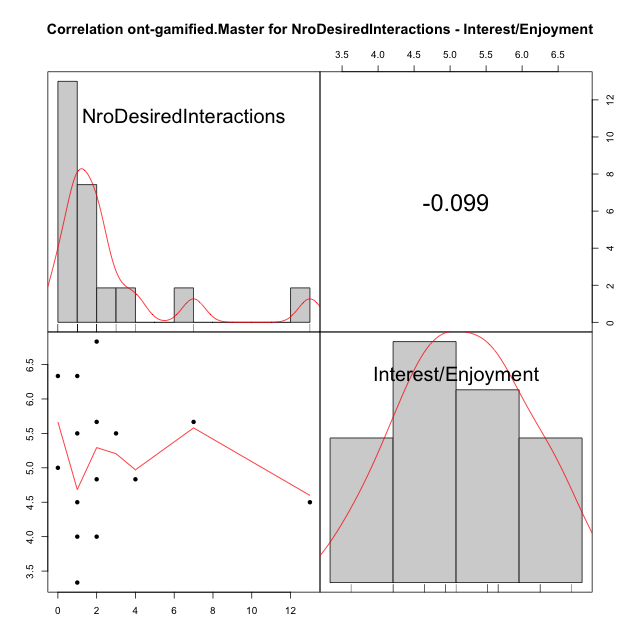 Correlation ont-gamified.Master for NroDesiredInteractions - Interest/Enjoyment
3.5 4.0 4.5 5.0 5.5 6.0 6.5
NroDesiredInteractions
-0.099
0 2 4 6 8 10 12
Interest/Enjoyment
3.5 4.0 4.5 5.0 5.5 6.0 6.5
0 2 4 6 8 10 12